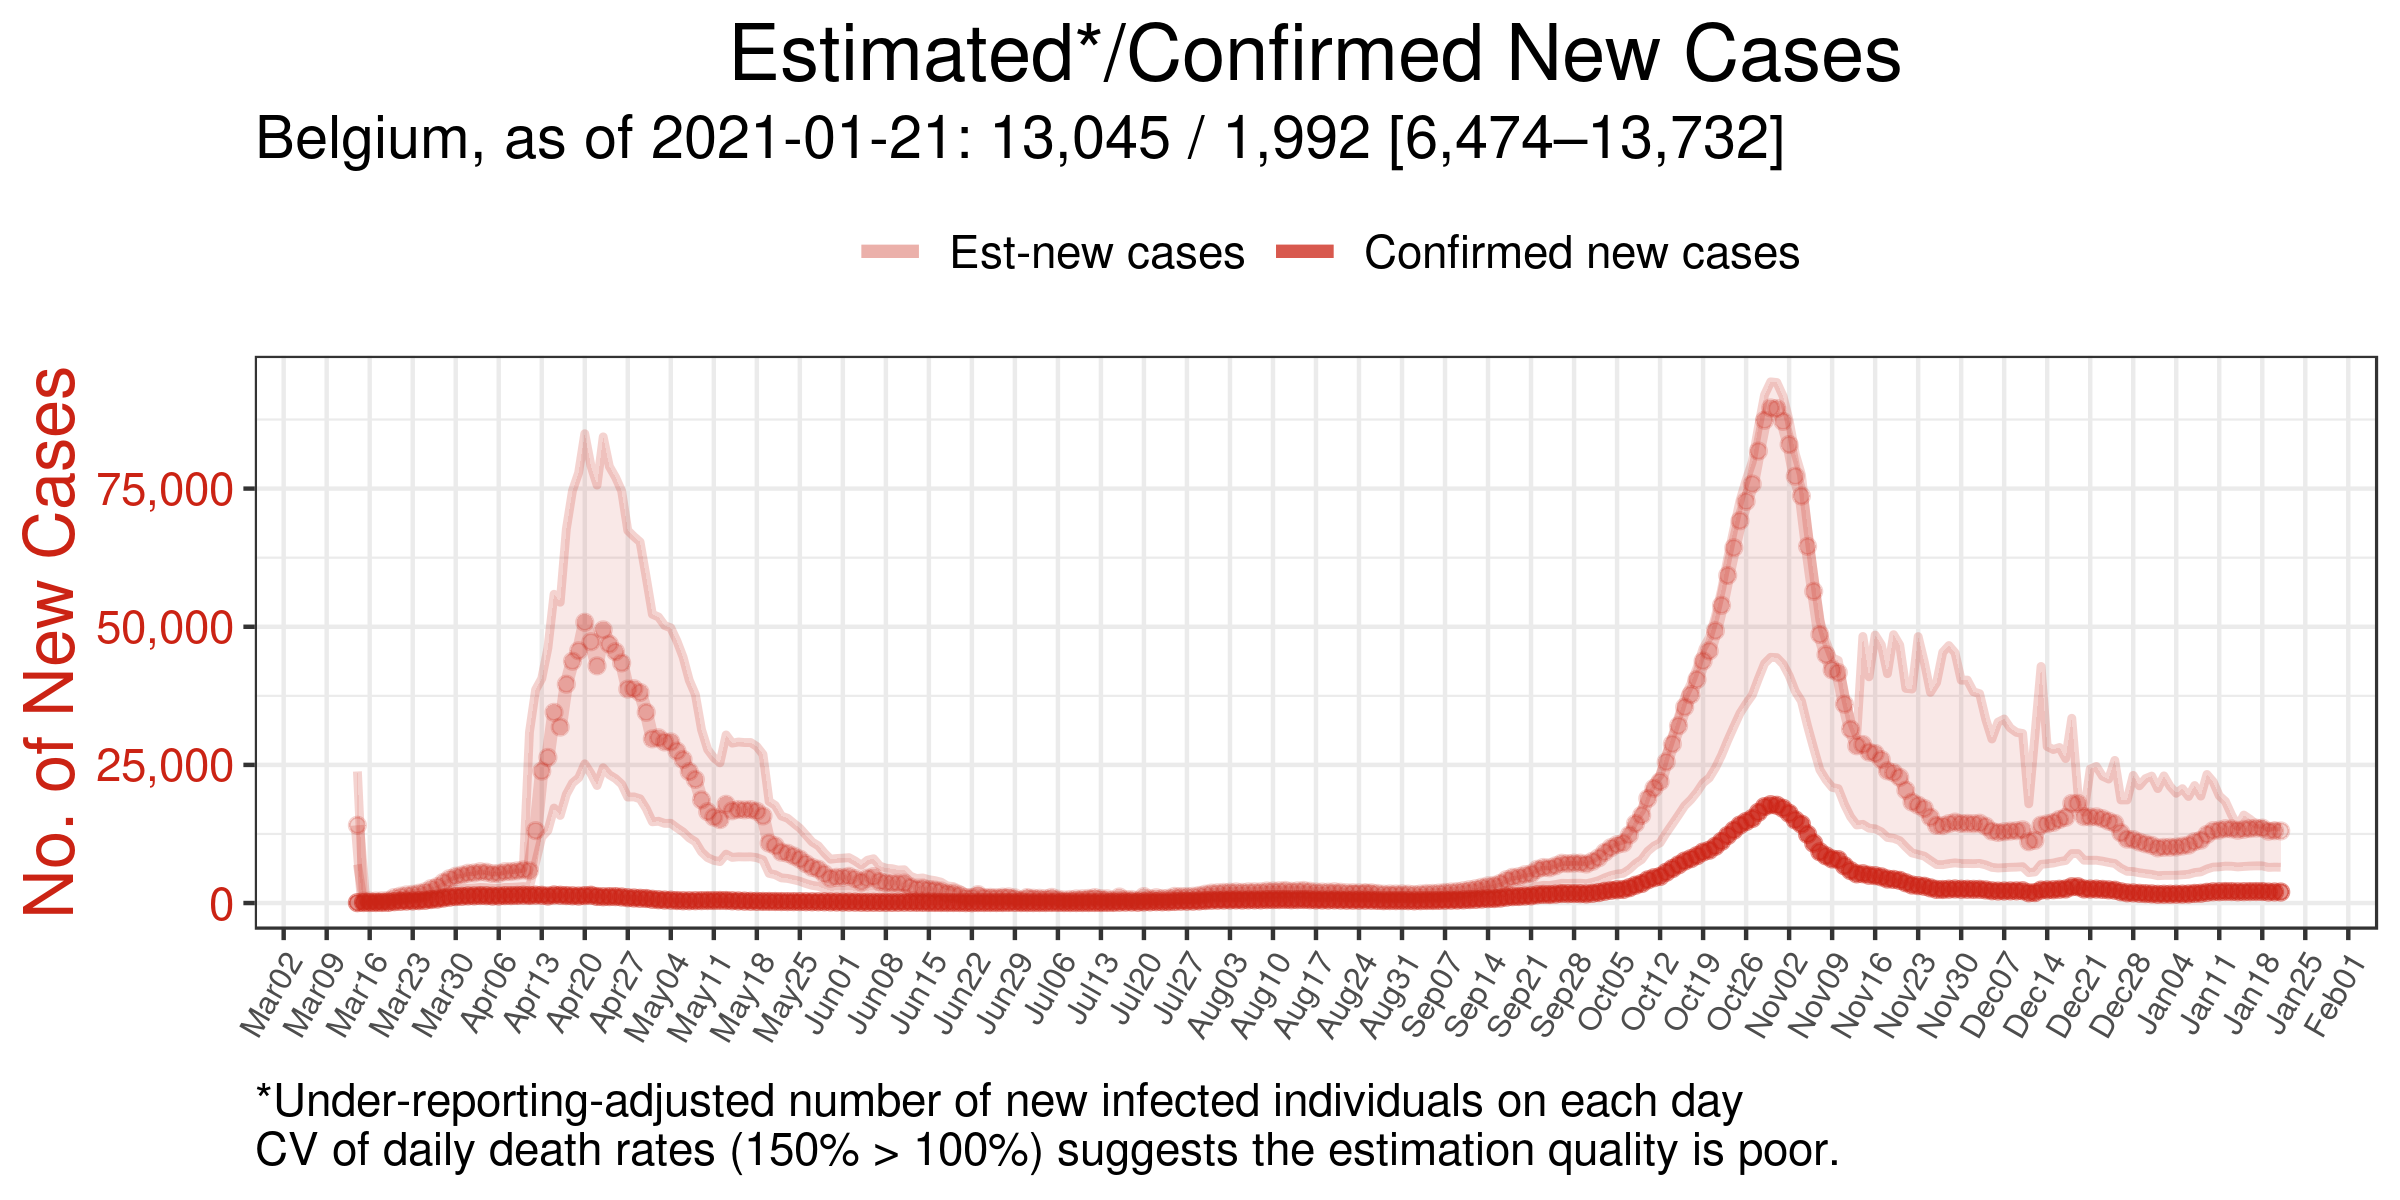 Estimated*/Confirmed New Cases
Belgium, as of 2021-01-21: 13,045 / 1,992 [6,474–13,732]
Est-new cases Confirmed new cases
No. of New Cases
75,000
50,000
25,000
0
Mar02 Mar09 Mar16 Mar23 Mar30 Apr06 Apr13 Apr20 Apr27 May04 May11 May18 May25 Jun01 Jun08 Jun15 Jun22 Jun29 Jul06 Jul13 Jul20 Jul27 Aug03 Aug10 Aug17 Aug24 Aug31 Sep07 Sep14 Sep21 Sep28 Oct05 Oct12 Oct19 Oct26 Nov02 Nov09 Nov16 Nov23 Nov30 Dec07 Dec14 Dec21 Dec28 Jan04 Jan11 Jan18 Jan25 Feb01
*Under-reporting-adjusted number of new infected individuals on each day
CV of daily death rates (150% > 100%) suggests the estimation quality is poor.